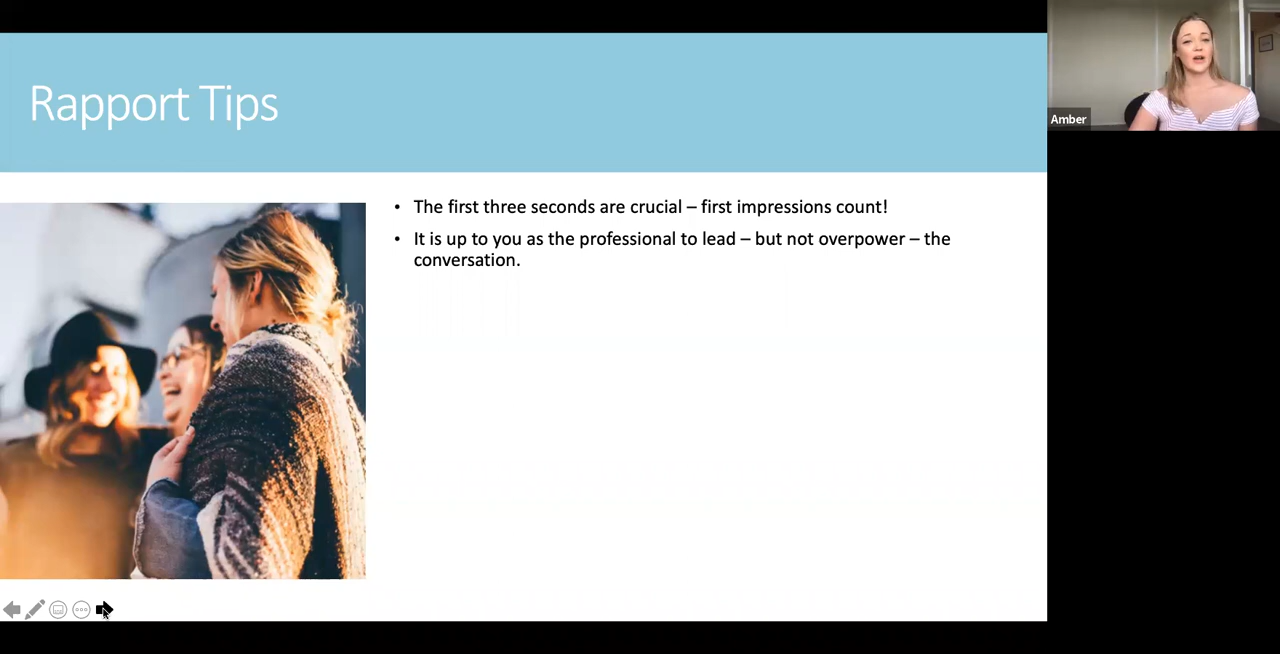 Rapport Tips
Amber
• The first three seconds are crucial – first impressions count!
• It is up to you as the professional to lead – but not overpower – the
conversation.